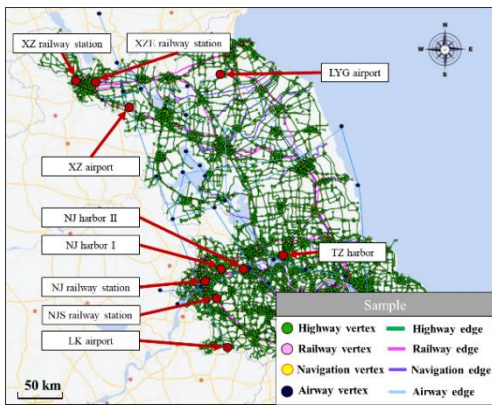 XZ railway station
XZE railway station
N
W E
S
LYG airport
XZ airport
NJ harbor II
NJ harbor I
TZ harbor
NJ railway station
NJS railway station
LK airport
50 km
Sample
Highway vertex
Highway edge
Railway vertex
Railway edge
Navigation vertex
Navigation edge
Airway vertex
Airway edge